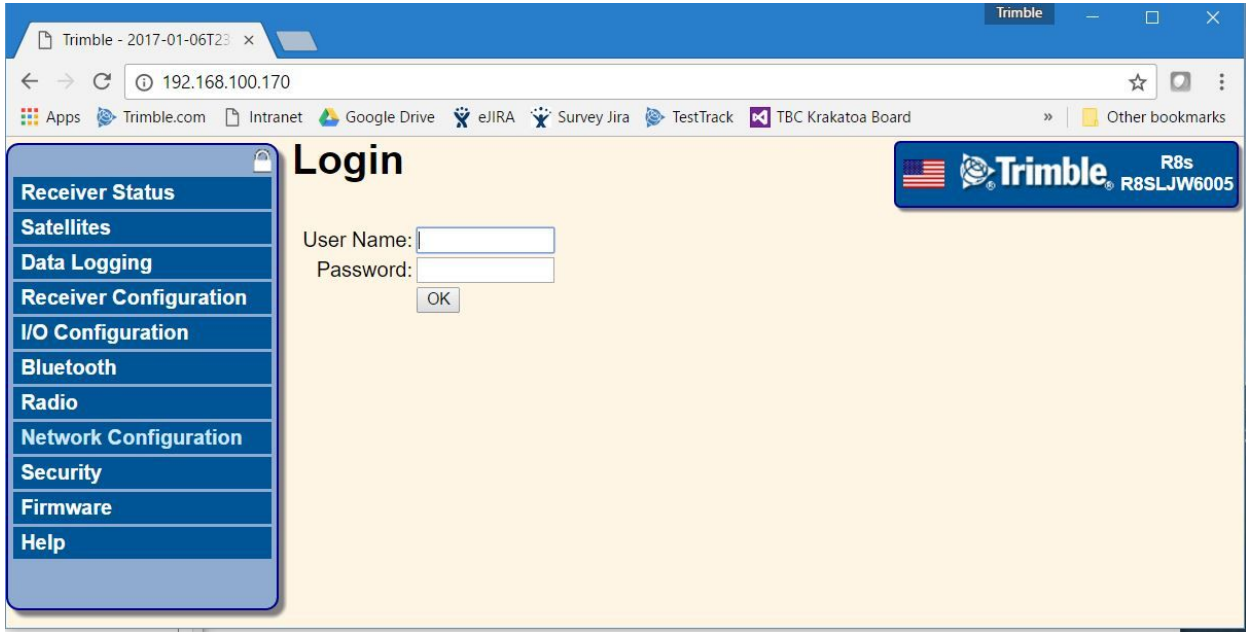 Trimble
Trimble - 2017-01-06T23
192.168.100.170
Apps Trimble.com Intranet Google Drive eJIRA Survey Jira TestTrack TBC Krakatoa Board » Other bookmarks
Login
Trimble
R8s
R8SLJW6005
Receiver Status
Satellites
Data Logging
Receiver Configuration
I/O Configuration
Bluetooth
Radio
Network Configuration
Security
Firmware
Help
User Name:
Password:
OK